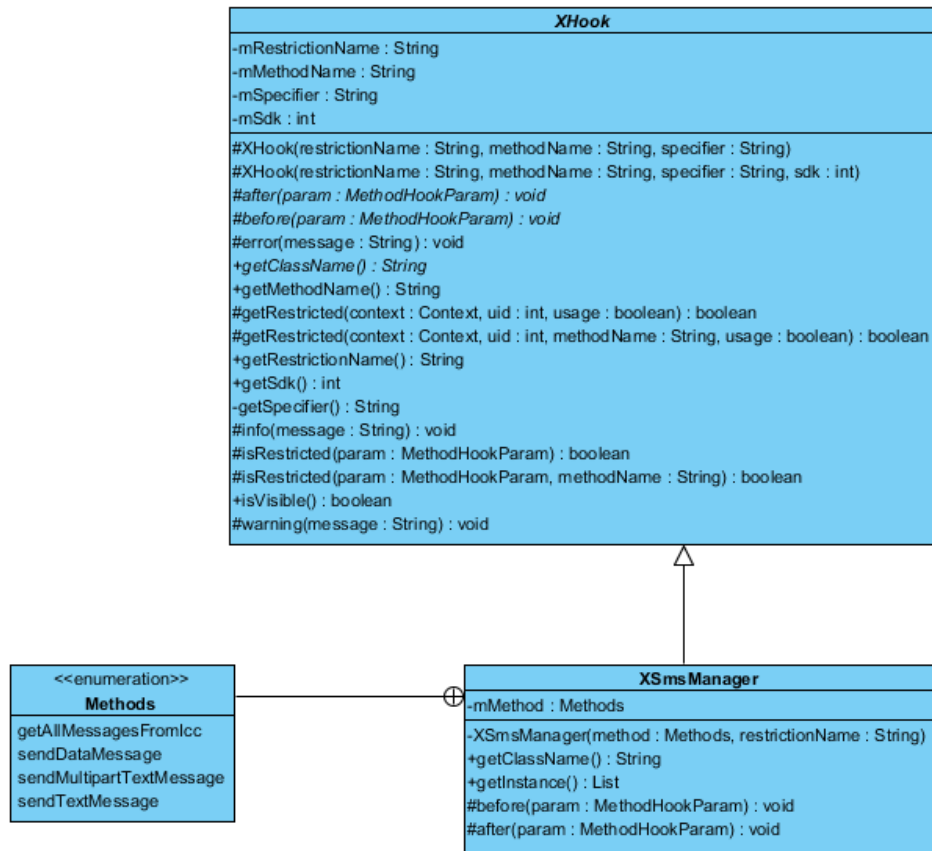 XHook
-mRestrictionName : String
-mMethodName : String
-mSpecifier : String
-mSdk : int
#XHook(restrictionName : String, methodName : String, specifier : String)
#XHook(restrictionName : String, methodName : String, specifier : String, sdk : int)
#after(param : MethodHookParam) : void
#before(param : MethodHookParam) : void
#error(message : String) : void
+getClassName() : String
+getMethodName() : String
#getRestricted(context : Context, uid : int, usage : boolean) : boolean
#getRestricted(context : Context, uid : int, methodName : String, usage : boolean) : boolean
+getRestrictionName() : String
+getSdk() : int
-getSpecifier() : String
#info(message : String) : void
#isRestricted(param : MethodHookParam) : boolean
#isRestricted(param : MethodHookParam, methodName : String) : boolean
+isVisible() : boolean
#warning(message : String) : void
<<enumeration>>
Methods
getAllMessagesFromIcc
sendDataMessage
sendMultipartTextMessage
sendTextMessage
XSmsManager
-mMethod : Methods
-XSmsManager(method : Methods, restrictionName : String)
+getClassName() : String
+getInstance() : List
#before(param : MethodHookParam) : void
#after(param : MethodHookParam) : void